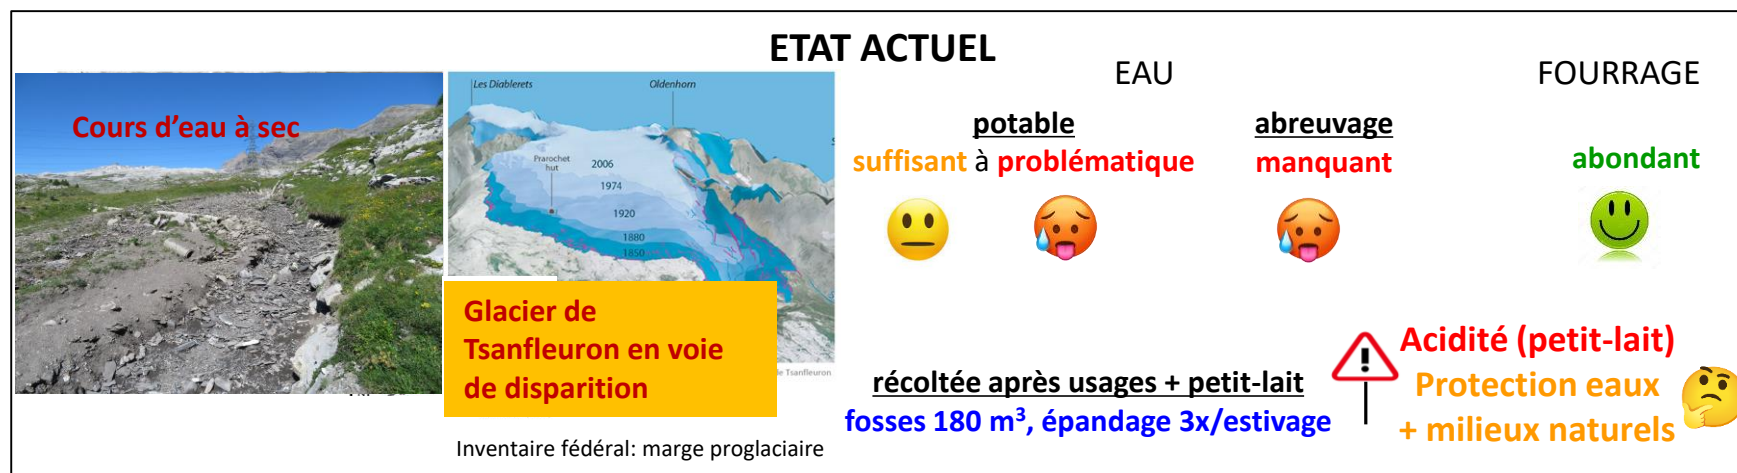 ETAT ACTUEL
EAU
FOURRAGE
Cours d’eau à sec
Les Diablerets
Oldenhorn
Prarochet
hut
2006
1974
1920
1880
1850
potable
suffisant à problématique
abreuvage
manquant
abondant
Glacier de
Tsanfleuron en voie
de disparition
Tsanfleuron
Inventaire fédéral: marge proglaciaire
récoltée après usages + petit-lait
fosses 180 m³, épandage 3x/estivage
!
Acidité (petit-lait)
Protection eaux
+ milieux naturels